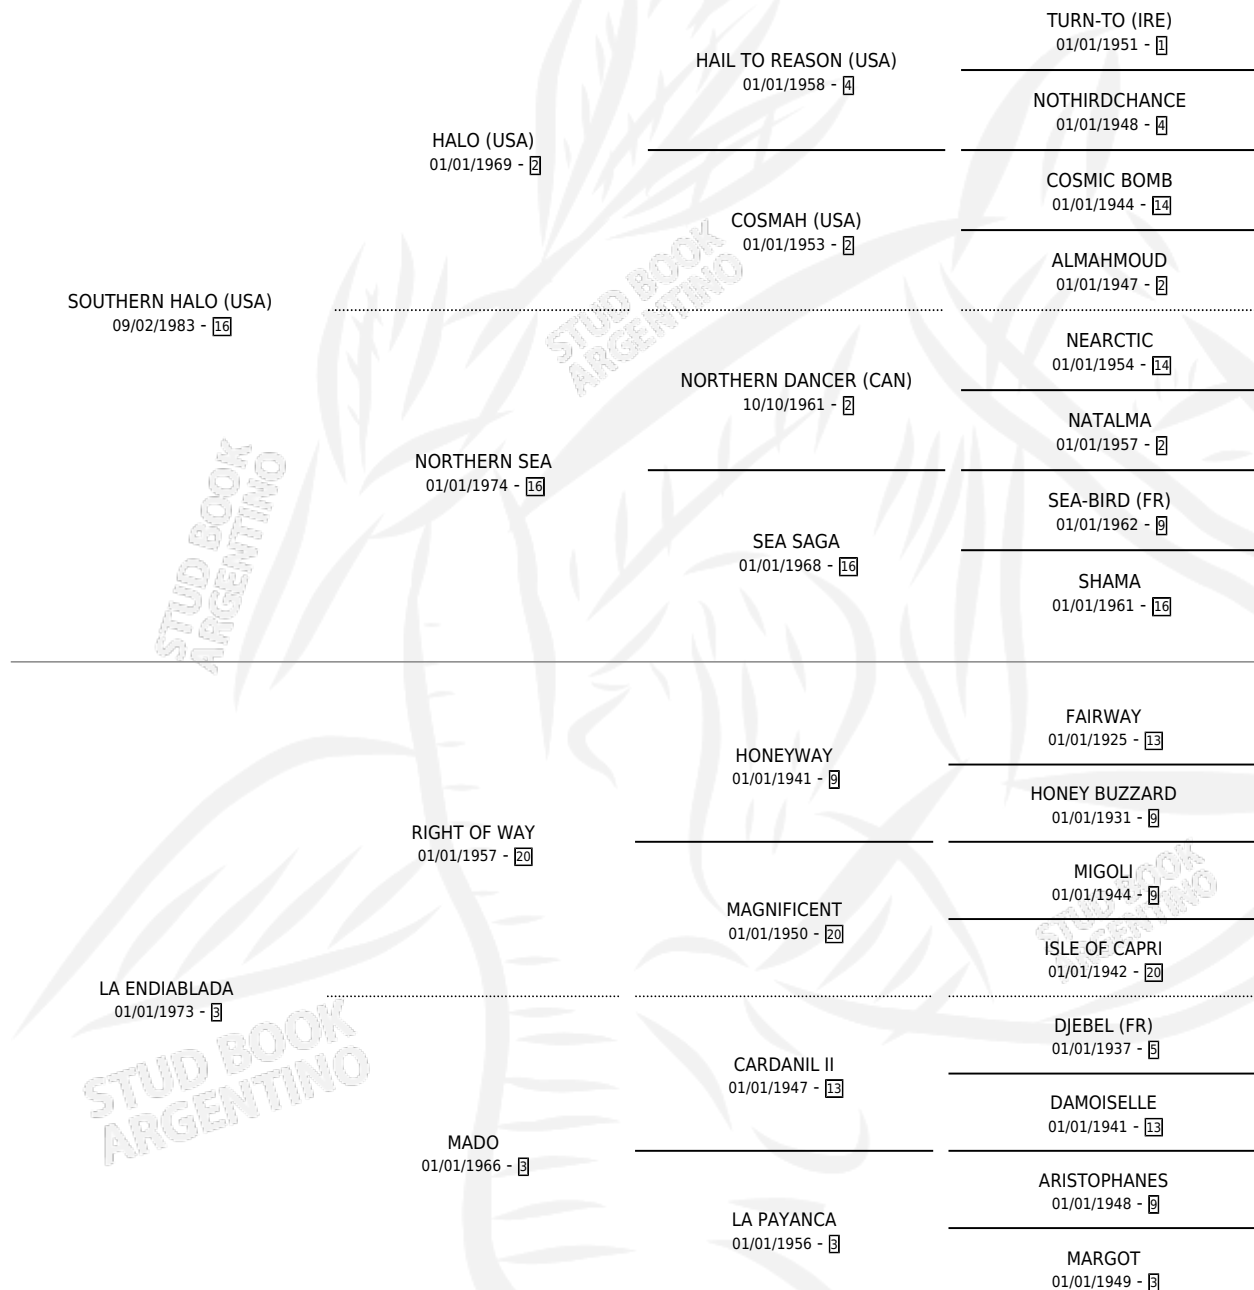 TURN-TO (IRE)
01/01/1951 - 1
HAIL TO REASON (USA)
01/01/1958 - 4
NOTHIRDCHANCE
01/01/1948 - 4
HALO (USA)
01/01/1969 - 2
COSMIC BOMB
01/01/1944 - 14
COSMAH (USA)
01/01/1953 - 2
ALMAHMOUD
01/01/1947 - 2
SOUTHERN HALO (USA)
09/02/1983 - 16
NEARCTIC
01/01/1954 - 14
NORTHERN DANCER (CAN)
10/10/1961 - 2
NATALMA
01/01/1957 - 2
NORTHERN SEA
01/01/1974 - 16
SEA-BIRD (FR)
01/01/1962 - 9
SEA SAGA
01/01/1968 - 16
SHAMA
01/01/1961 - 16
FAIRWAY
01/01/1925 - 13
HONEYWAY
01/01/1941 - 9
HONEY BUZZARD
01/01/1931 - 9
RIGHT OF WAY
01/01/1957 - 20
MIGOLI
01/01/1944 - 9
MAGNIFICENT
01/01/1950 - 20
ISLE OF CAPRI
01/01/1942 - 20
LA ENDIABLADA
01/01/1973 - 3
DJEBEL (FR)
01/01/1937 - 5
CARDANIL II
01/01/1947 - 13
DAMOISELLE
01/01/1941 - 13
MADO
01/01/1966 - 3
ARISTOPHANES
01/01/1948 - 9
LA PAYANCA
01/01/1956 - 3
MARGOT
01/01/1949 - 3
STUD BOOK
ARGENTINO
STUD BOOK
ARGENTINO
STUD BOOK
ARGENTINO
STUD BOOK
ARGENTINO